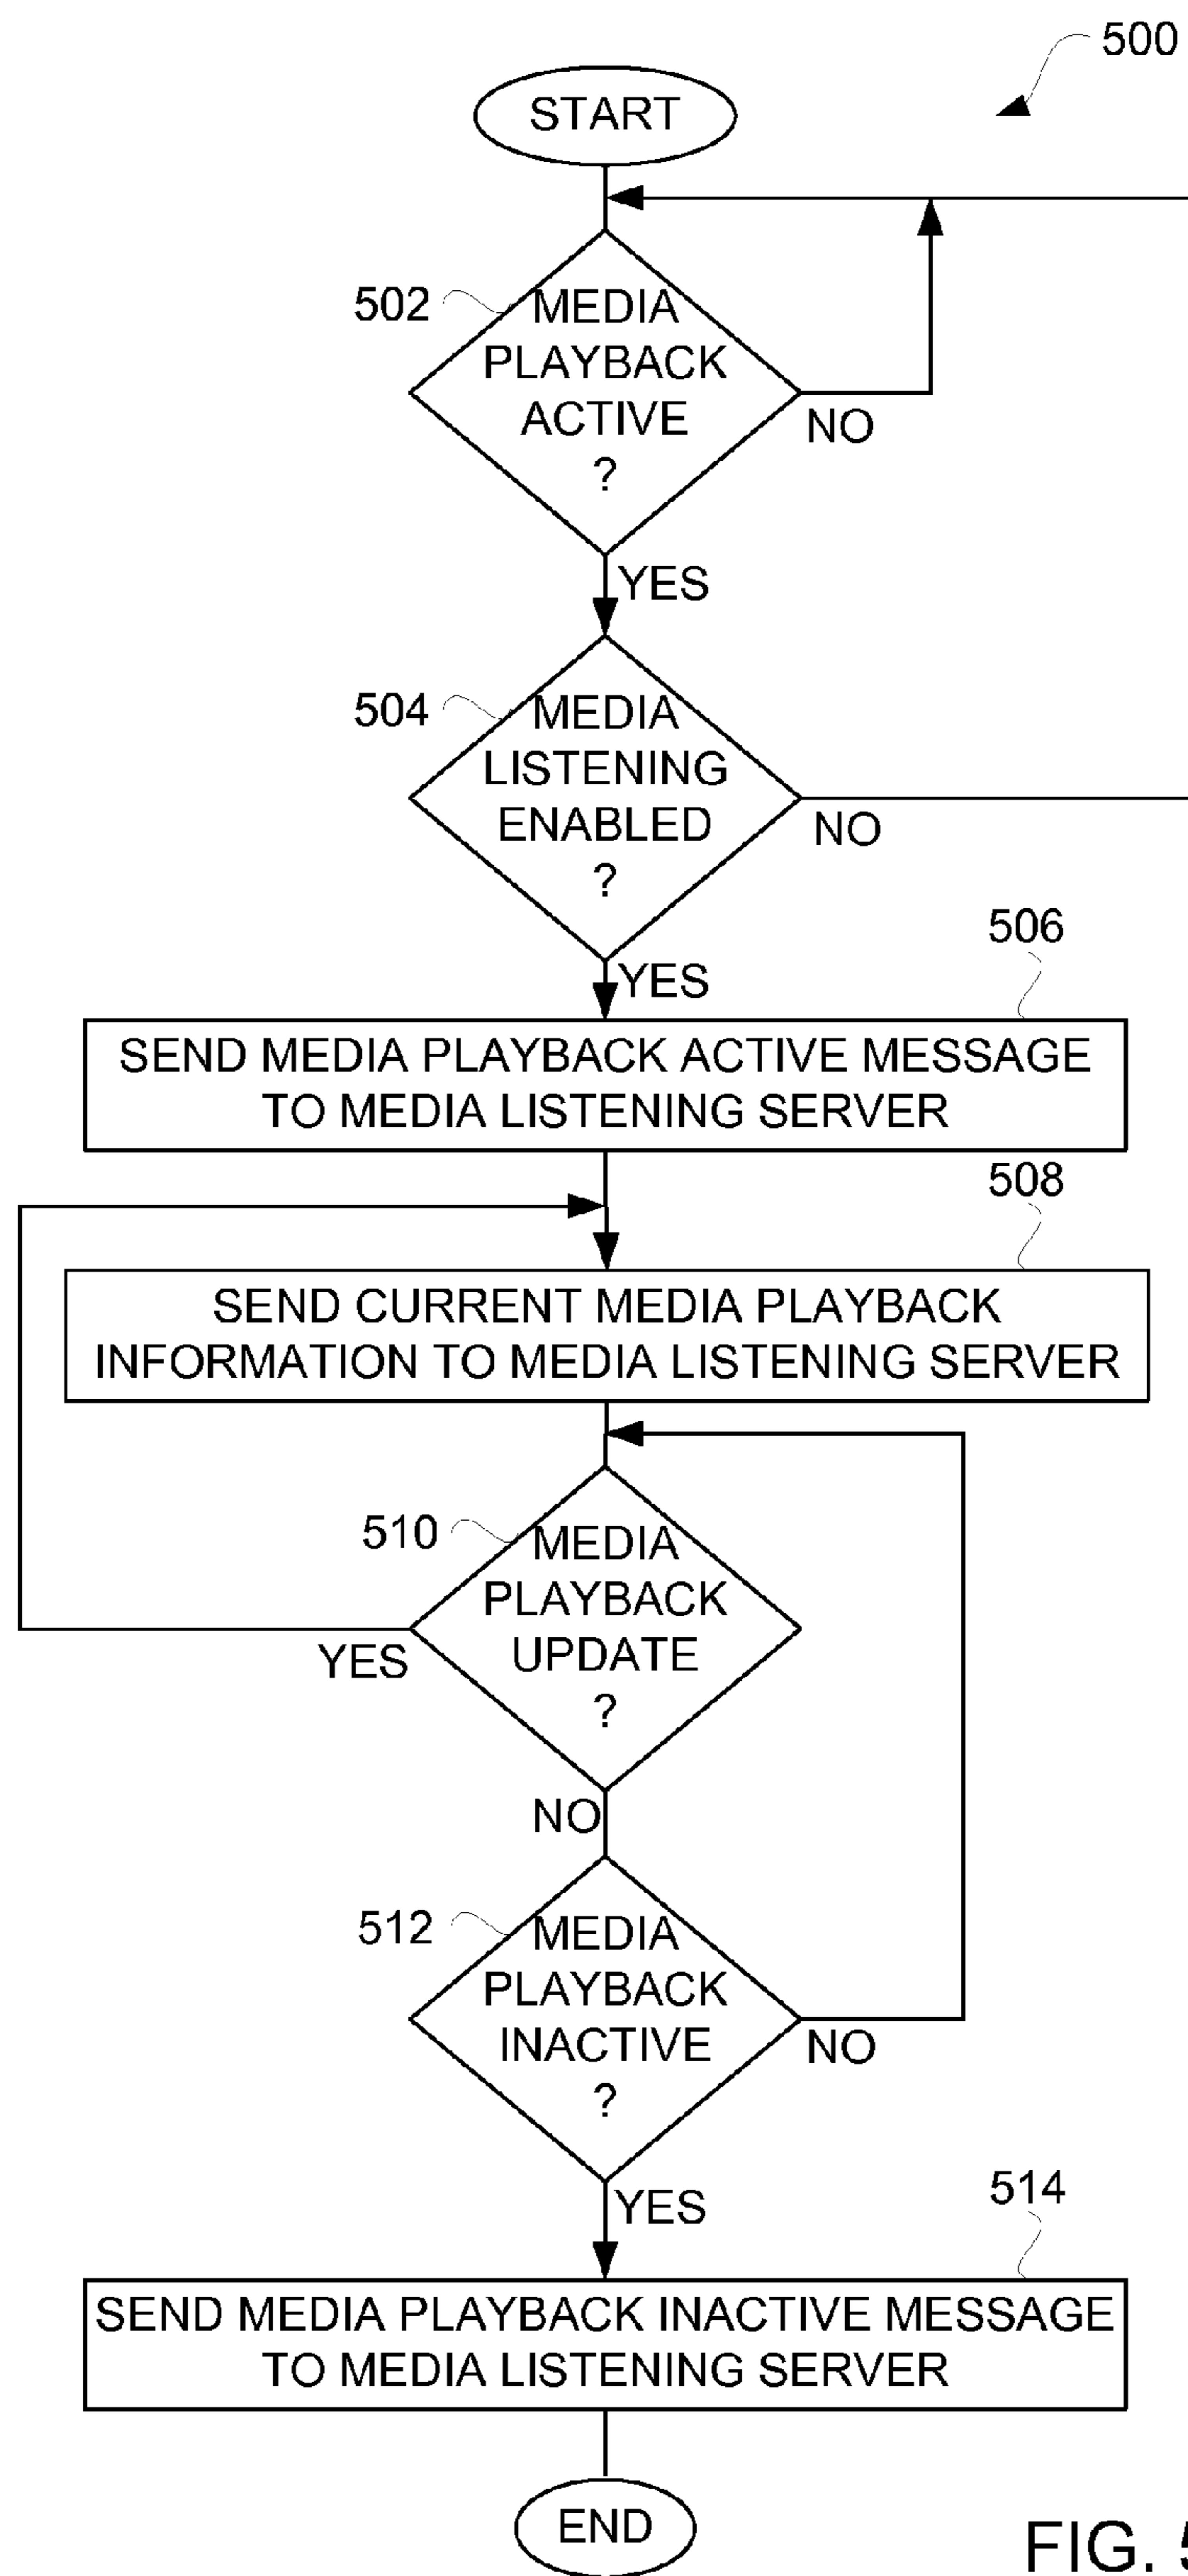 500
START
502
MEDIA
PLAYBACK
ACTIVE
?
NO
YES
504
MEDIA
LISTENING
ENABLED
?
NO
YES
506
SEND MEDIA PLAYBACK ACTIVE MESSAGE
TO MEDIA LISTENING SERVER
508
SEND CURRENT MEDIA PLAYBACK
INFORMATION TO MEDIA LISTENING SERVER
510
MEDIA
PLAYBACK
UPDATE
?
YES
NO
512
MEDIA
PLAYBACK
INACTIVE
?
NO
YES
514
SEND MEDIA PLAYBACK INACTIVE MESSAGE
TO MEDIA LISTENING SERVER
END
FIG. 5